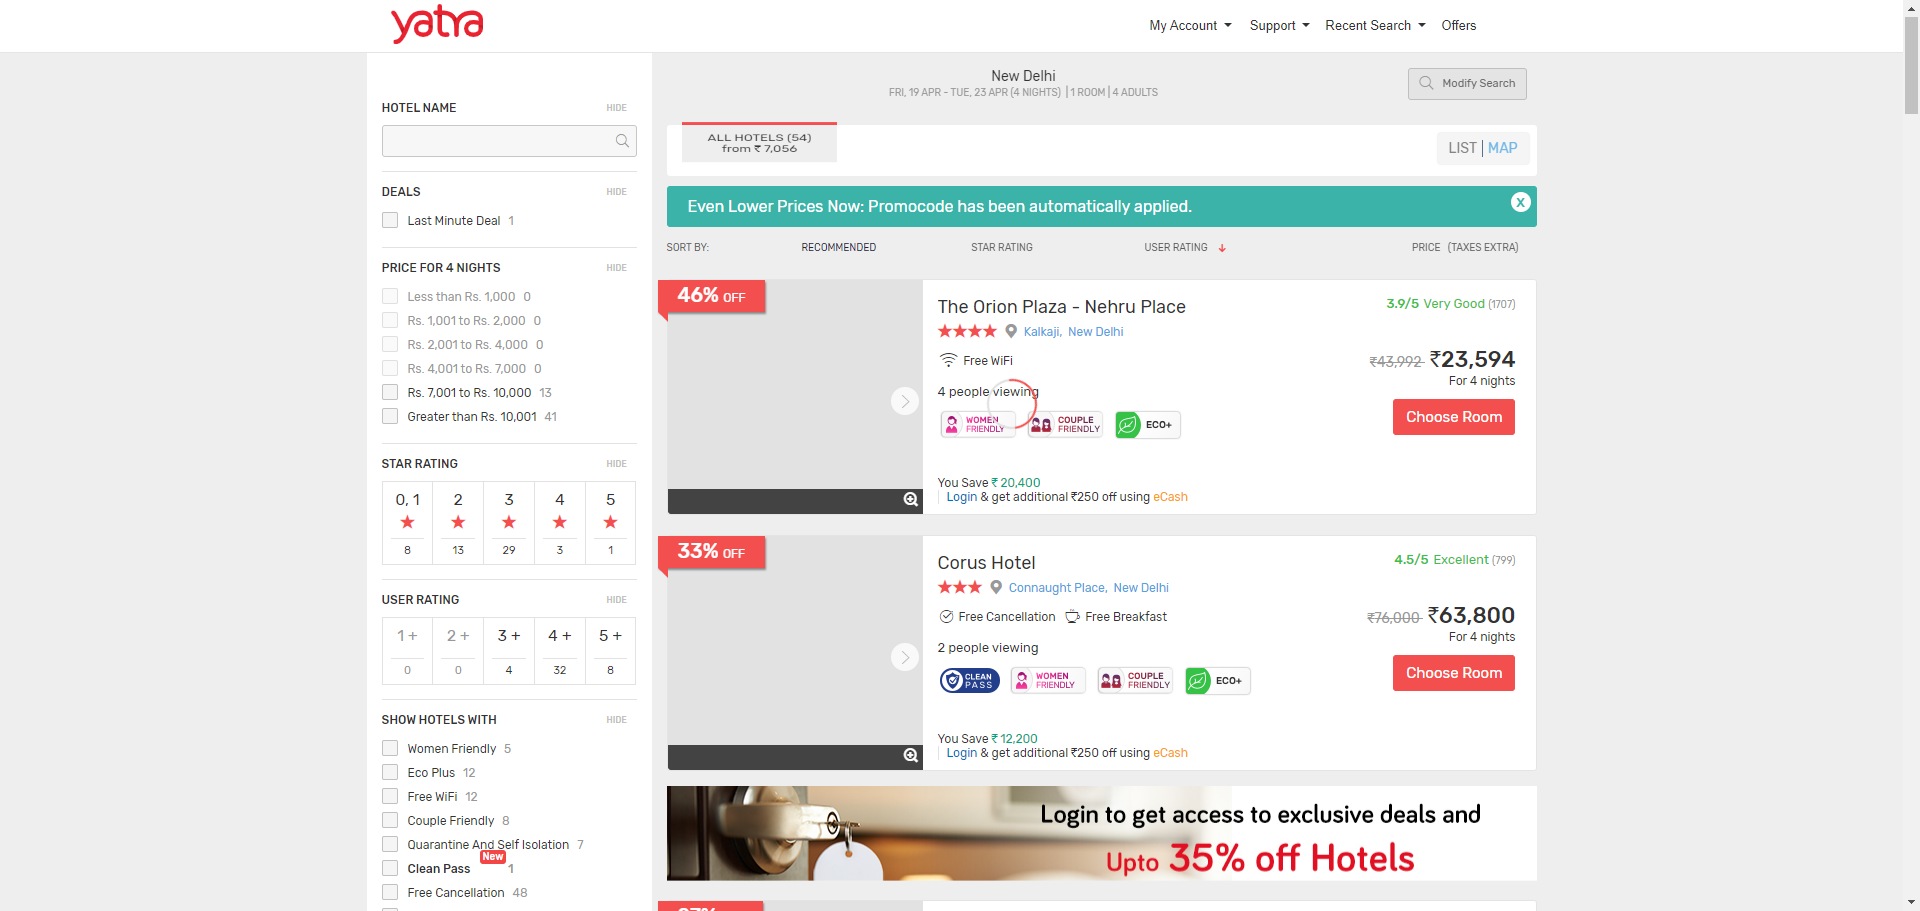 yatra
My Account
Support
Recent Search
Offers
HOTEL NAME
HIDE
DEALS
HIDE
Last Minute Deal 1
PRICE FOR 4 NIGHTS
HIDE
Less than Rs. 1,000 0
Rs. 1,001 to Rs. 2,000 0
Rs. 2,001 to Rs. 4,000 0
Rs. 4,001 to Rs. 7,000 0
Rs. 7,001 to Rs. 10,000 13
Greater than Rs. 10,001 41
STAR RATING
HIDE
0, 1 2 3 4 5
8 13 29 3 1
USER RATING
HIDE
1 + 2 + 3 + 4 + 5 +
0 0 4 32 8
SHOW HOTELS WITH
HIDE
Women Friendly 5
Eco Plus 12
Free WiFi 12
Couple Friendly 8
Quarantine And Self Isolation 7
New
Clean Pass 1
Free Cancellation 48
New Delhi
FRI, 19 APR - TUE, 23 APR (4 NIGHTS) | 1 ROOM | 4 ADULTS
Modify Search
ALL HOTELS (54)
from ₹ 7,056
LIST | MAP
Even Lower Prices Now: Promocode has been automatically applied.
X
SORT BY:
RECOMMENDED
STAR RATING
USER RATING
PRICE (TAXES EXTRA)
46% OFF
The Orion Plaza - Nehru Place
3.9/5 Very Good (1707)
Kalkaji, New Delhi
Free WiFi
₹43,992 ₹23,594
For 4 nights
4 people viewing
Choose Room
WOMEN
FRIENDLY
COUPLE
FRIENDLY
ECO+
You Save ₹ 20,400
Login & get additional ₹250 off using eCash
33% OFF
Corus Hotel
4.5/5 Excellent (799)
Connaught Place, New Delhi
Free Cancellation
Free Breakfast
₹76,000 ₹63,800
For 4 nights
2 people viewing
Choose Room
CLEAN
PASS
WOMEN
FRIENDLY
COUPLE
FRIENDLY
ECO+
You Save ₹ 12,200
Login & get additional ₹250 off using eCash
Login to get access to exclusive deals and
Upto 35% off Hotels